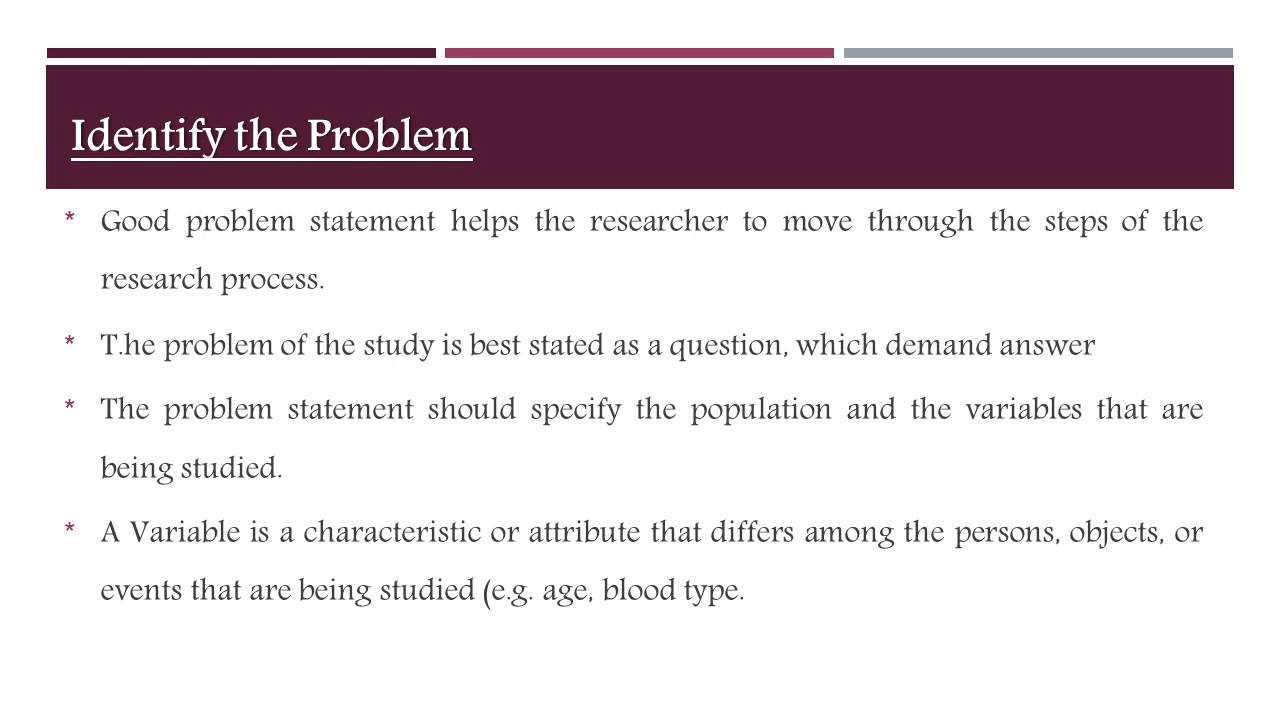 Identify the Problem
* Good problem statement helps the researcher to move through the steps of the
research process.
* T.he problem of the study is best stated as a question, which demand answer
* The problem statement should specify the population and the variables that are
being studied.
* A Variable is a characteristic or attribute that differs among the persons, objects, or
events that are being studied (e.g. age, blood type.